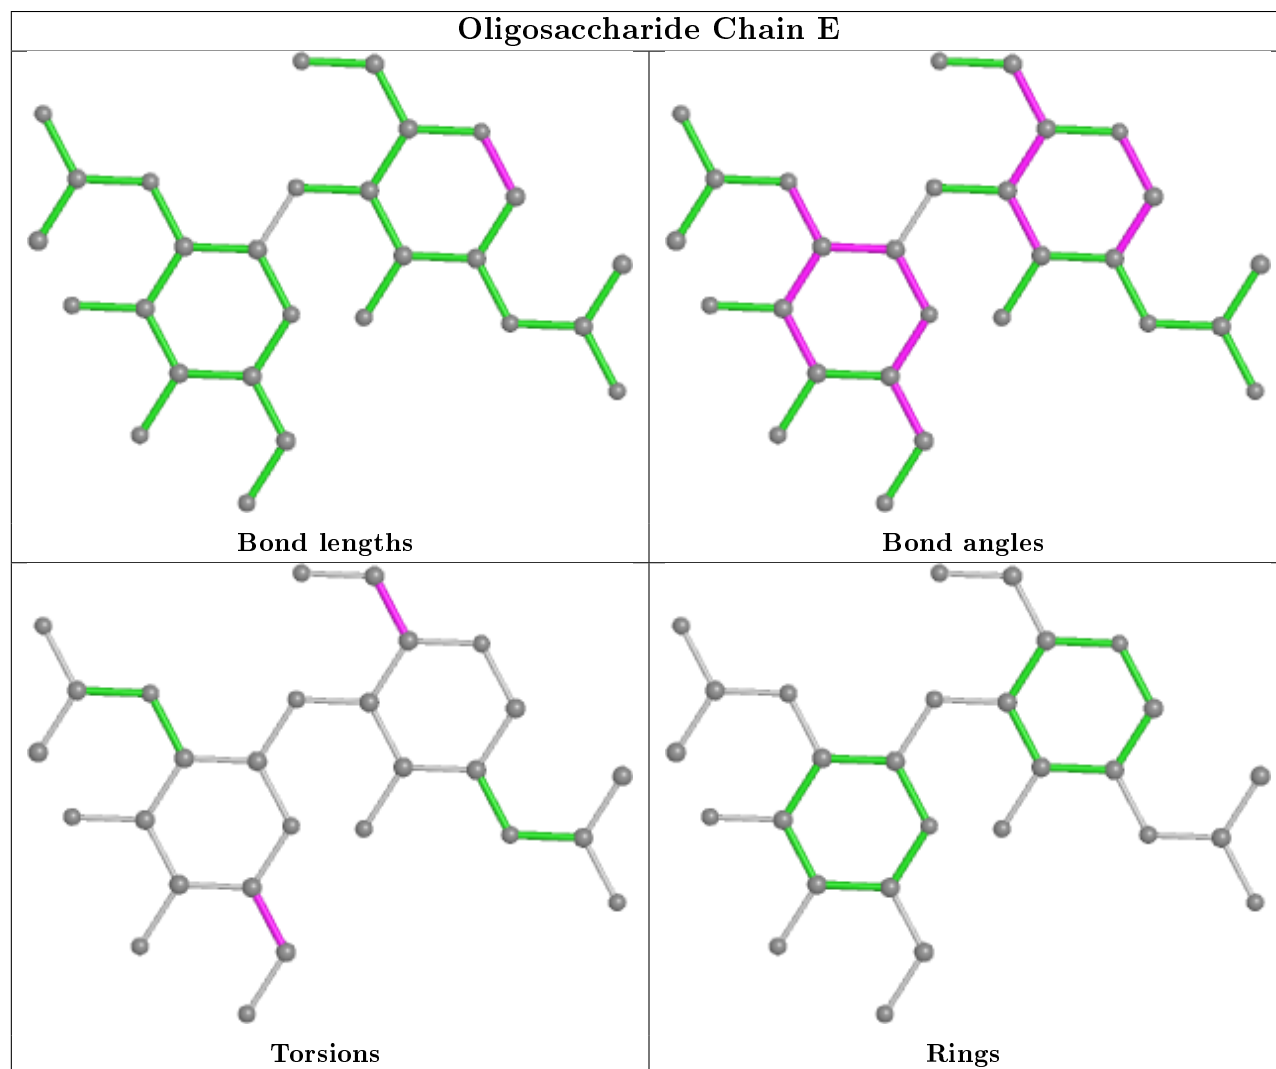 Oligosaccharide Chain E
Bond lengths
Bond angles
Torsions
Rings